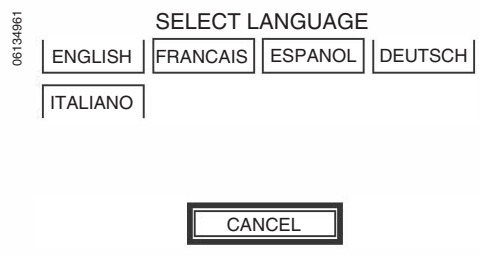 06134961
SELECT LANGUAGE
ENGLISH FRANCAIS ESPANOL DEUTSCH
ITALIANO
CANCEL